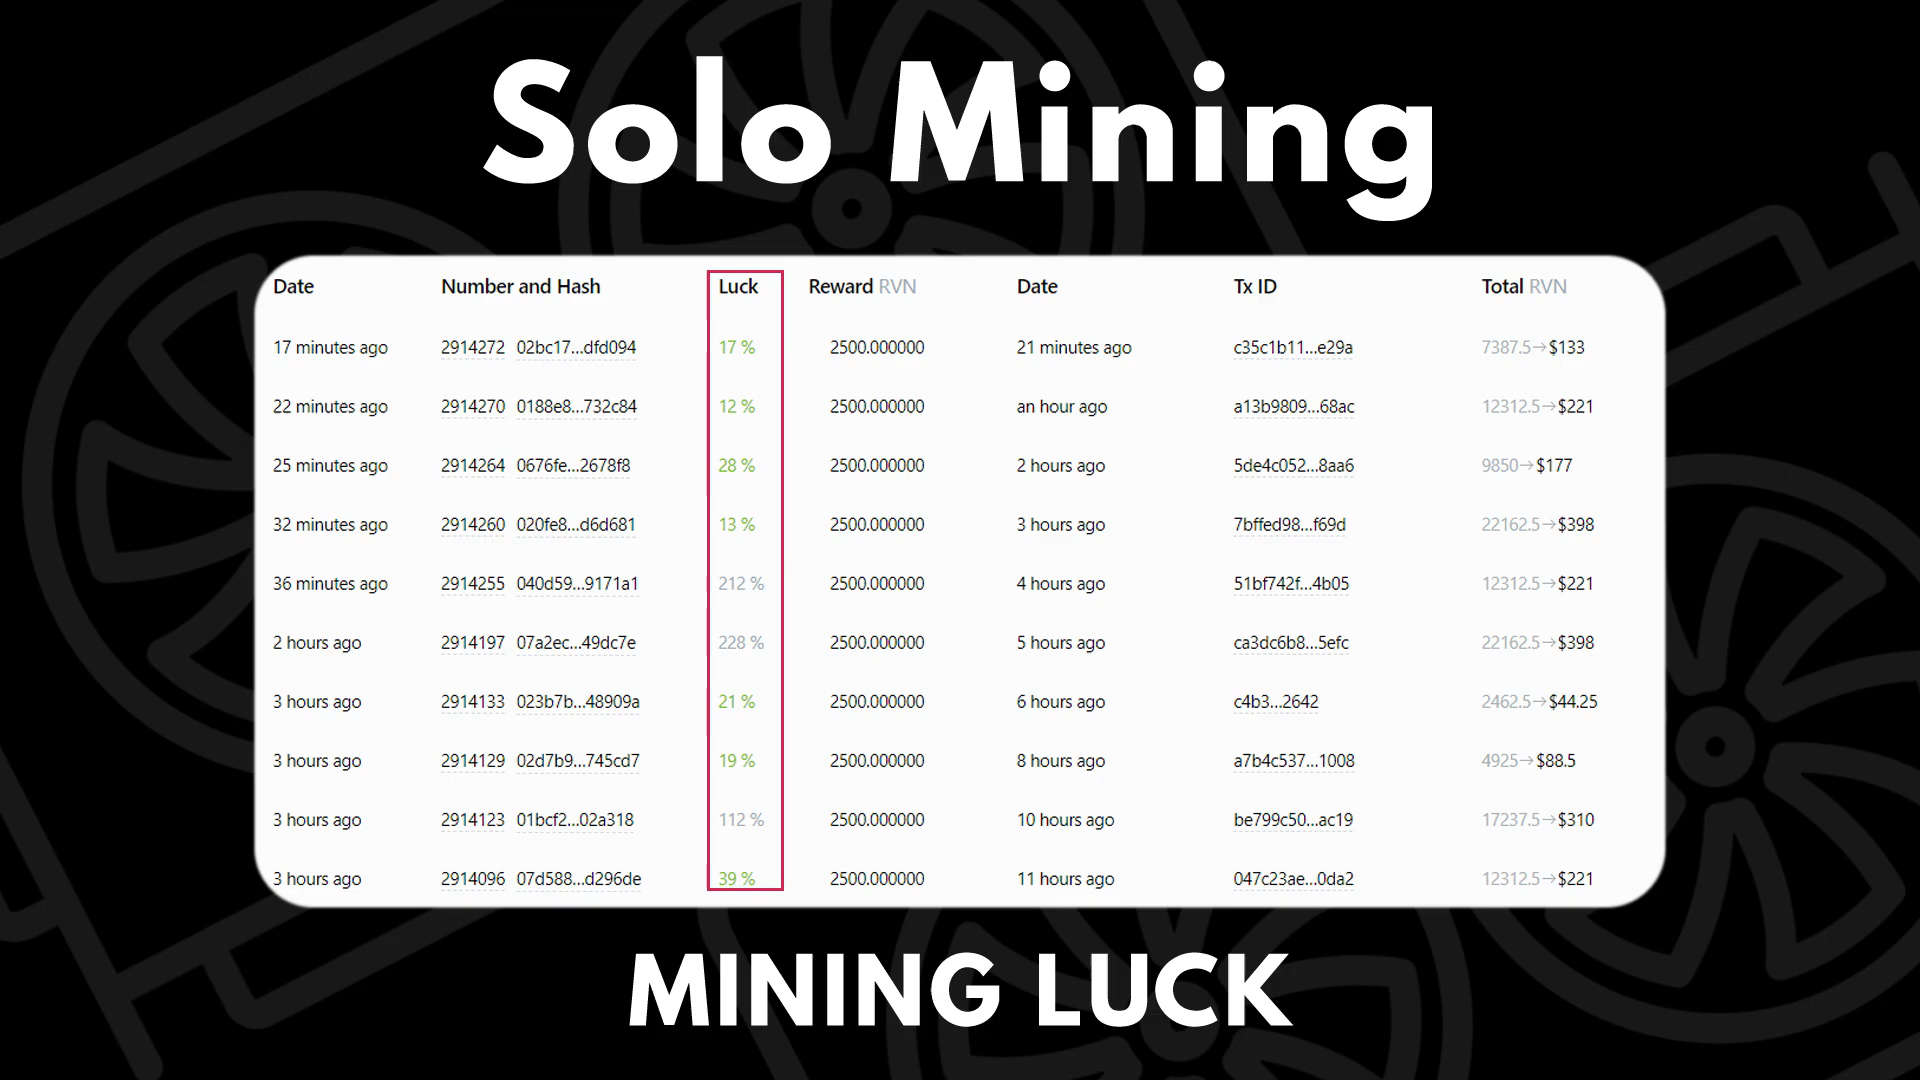 Solo Mining
Date Number and Hash Luck Reward RVN Date Tx ID Total RVN
17 minutes ago 2914272 02bc17...dfd094 17 % 2500.000000 21 minutes ago c35c1b11...e29a 7387.5→$133
22 minutes ago 2914270 0188e8...732c84 12 % 2500.000000 an hour ago a13b9809...68ac 12312.5→$221
25 minutes ago 2914264 0676fe...2678f8 28 % 2500.000000 2 hours ago 5de4c052...8aa6 9850→$177
32 minutes ago 2914260 020fe8...d6d681 13 % 2500.000000 3 hours ago 7bffed98...f69d 22162.5→$398
36 minutes ago 2914255 040d59...9171a1 212 % 2500.000000 4 hours ago 51bf742f...4b05 12312.5→$221
2 hours ago 2914197 07a2ec...49dc7e 228 % 2500.000000 5 hours ago ca3dc6b8...5efc 22162.5→$398
3 hours ago 2914133 023b7b...48909a 21 % 2500.000000 6 hours ago c4b3...2642 2462.5→$44.25
3 hours ago 2914129 02d7b9...745cd7 19 % 2500.000000 8 hours ago a7b4c537...1008 4925→$88.5
3 hours ago 2914123 01bcf2...02a318 112 % 2500.000000 10 hours ago be799c50...ac19 17237.5→$310
3 hours ago 2914096 07d588...d296de 39 % 2500.000000 11 hours ago 047c23ae...0da2 12312.5→$221
MINING LUCK